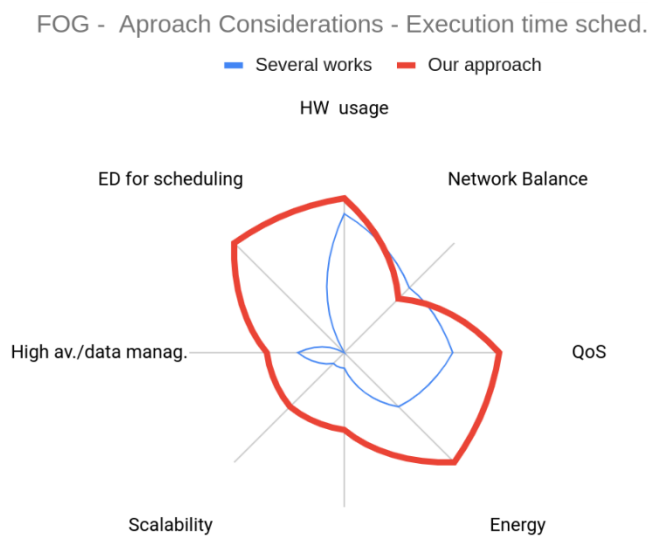 FOG -  Aproach Considerations - Execution time sched.
Several works
Our approach
HW  usage
ED for scheduling
Network Balance
High av./data manag.
QoS
Scalability
Energy